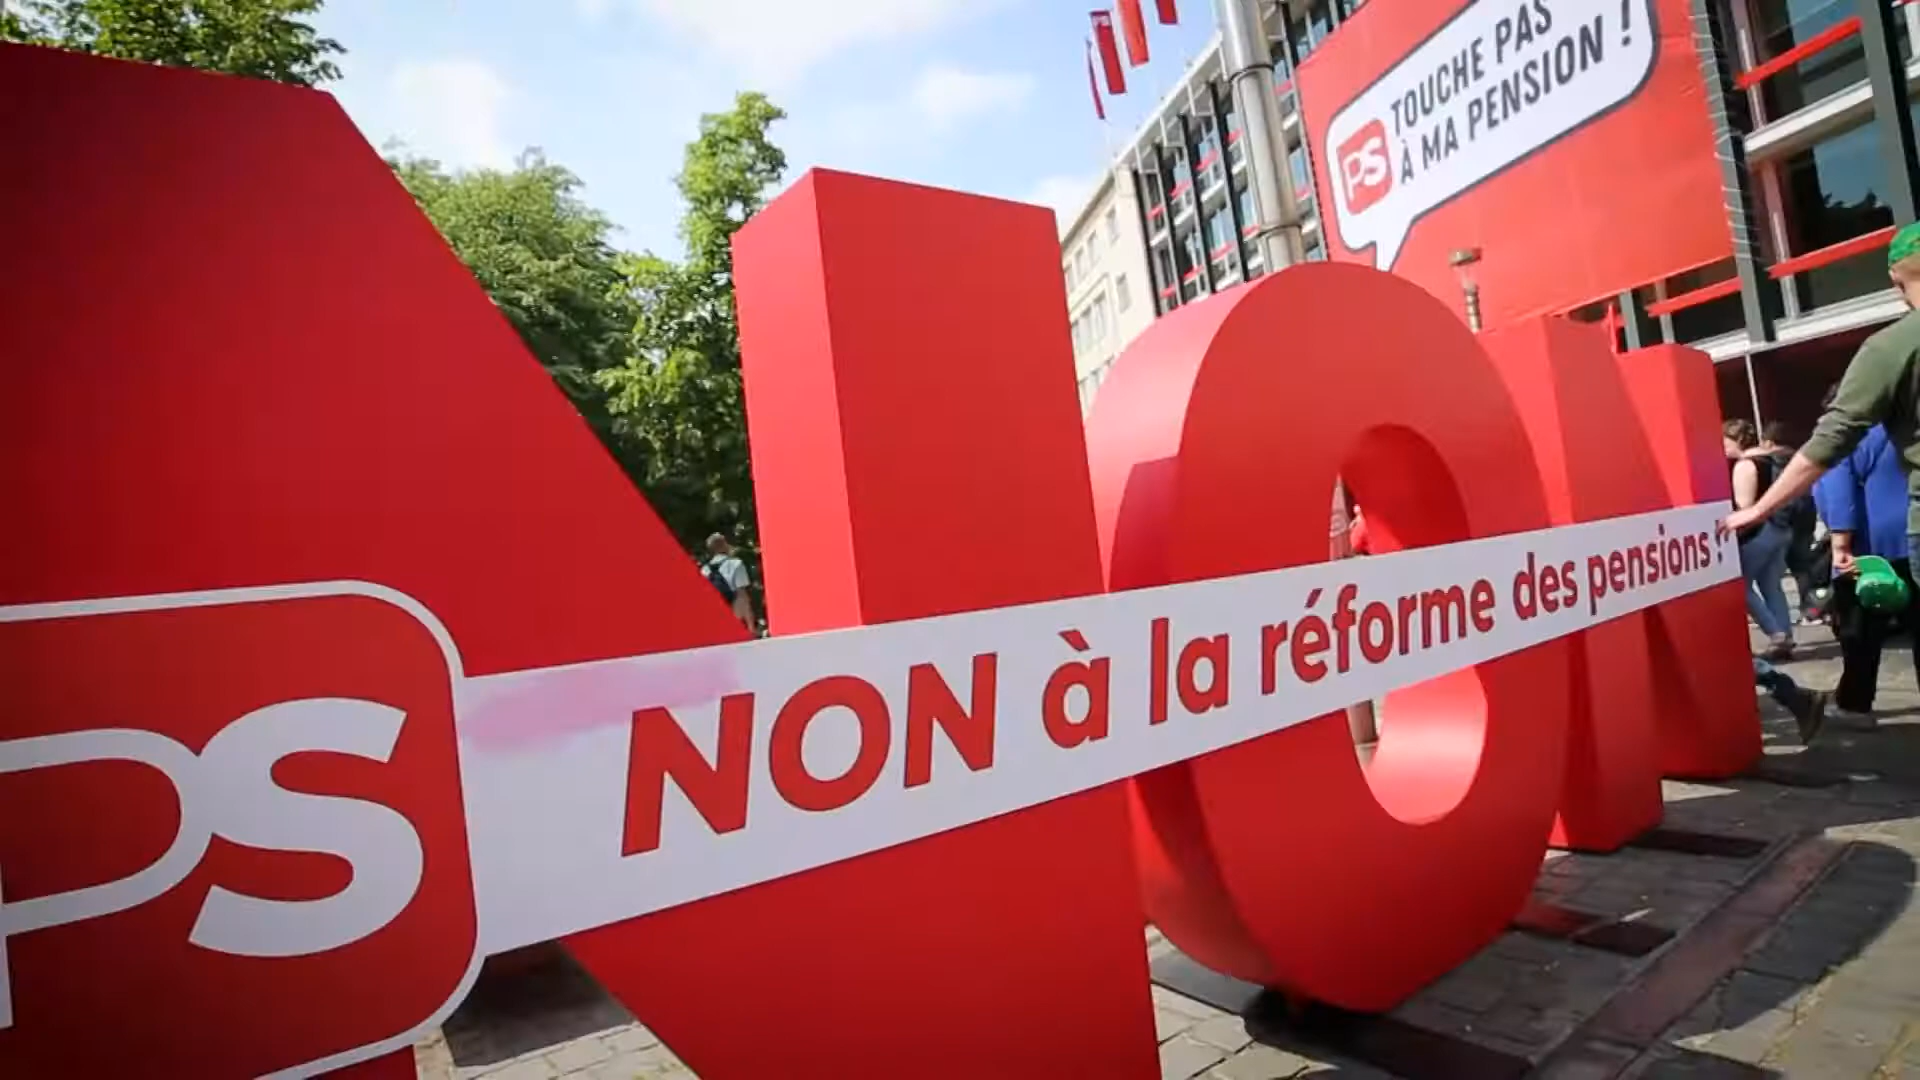 TOUCHE PAS
À MA PENSION !
PS
NON
PS
NON à la réforme des pensions !